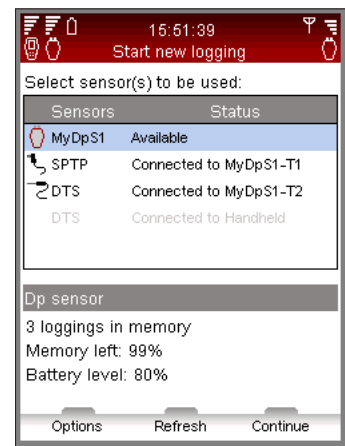 15:51:39
Start new logging
Select sensor(s) to be used:
Sensors Status
MyDpS1 Available
SPTP Connected to MyDpS1-T1
DTS Connected to MyDpS1-T2
DTS Connected to Handheld
Dp sensor
3 loggings in memory
Memory left: 99%
Battery level: 80%
Options Refresh Continue